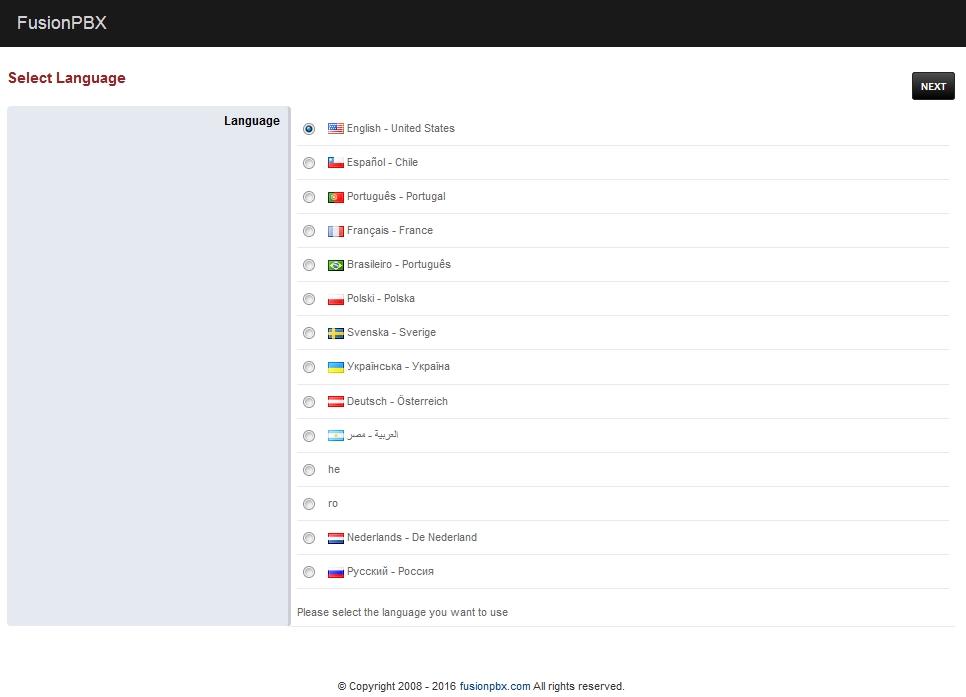 FusionPBX
Select Language
NEXT
Language
English - United States
Español - Chile
Português - Portugal
Français - France
Brasileiro - Português
Polski - Polska
Svenska - Sverige
Українська - Україна
Deutsch - Österreich
العربية - مصر
he
ro
Nederlands - De Nederland
Русский - Россия
Please select the language you want to use
© Copyright 2008 - 2016 fusionpbx.com All rights reserved.